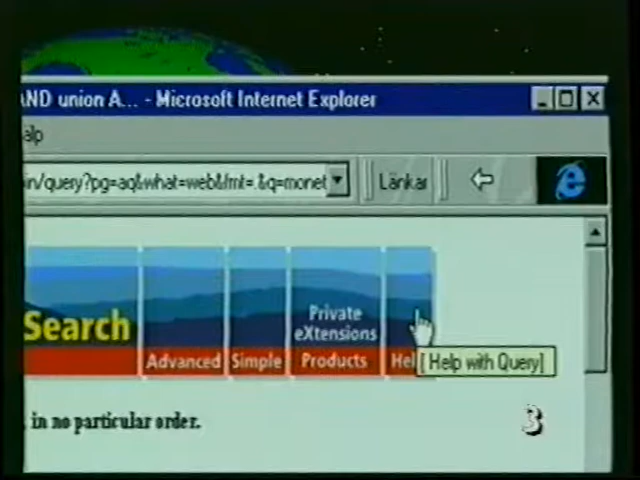 AND union A... - Microsoft Internet Explorer
alp
in/query?pg=aq&what=web&fmt=.&q=monet
Länkar
Search
Private
eXtensions
Advanced
Simple
Products
Hel
[ Help with Query]
, in no particular order.
3